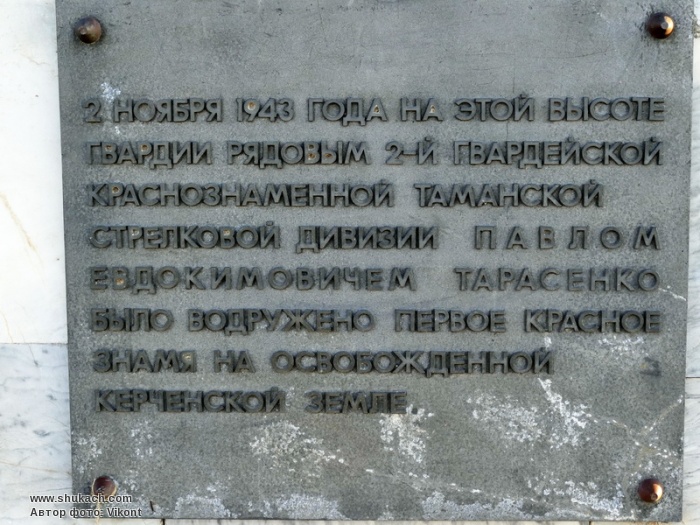 2 НОЯБРЯ 1943 ГОДА НА ЭТОЙ ВЫСОТЕ
ГВАРДИИ РЯДОВЫМ 2-Й ГВАРДЕЙСКОЙ
КРАСНОЗНАМЕННОЙ ТАМАНСКОЙ
СТРЕЛКОВОЙ ДИВИЗИИ ПАВЛОМ
ЕВДОКИМОВИЧЕМ ТАРАСЕНКО
БЫЛО ВОДРУЖЕНО ПЕРВОЕ КРАСНОЕ
ЗНАМЯ НА ОСВОБОЖДЕННОЙ
КЕРЧЕНСКОЙ ЗЕМЛЕ
www.shukach.com
Автор фото: Vikont